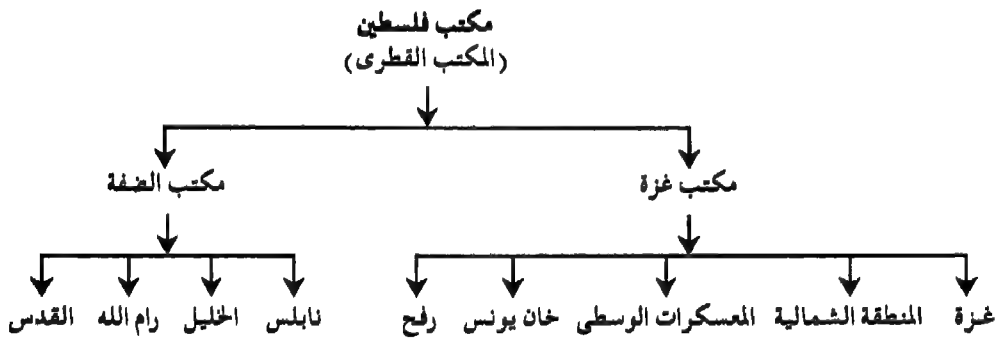 مكتب فلسطين
(المكتب القطرى)
مكتب غزة
مكتب الضفة
غزة
المنطقة الشمالية
المعسكرات الوسطى
خان يونس
رفح
نابلس
الخليل
رام الله
القدس